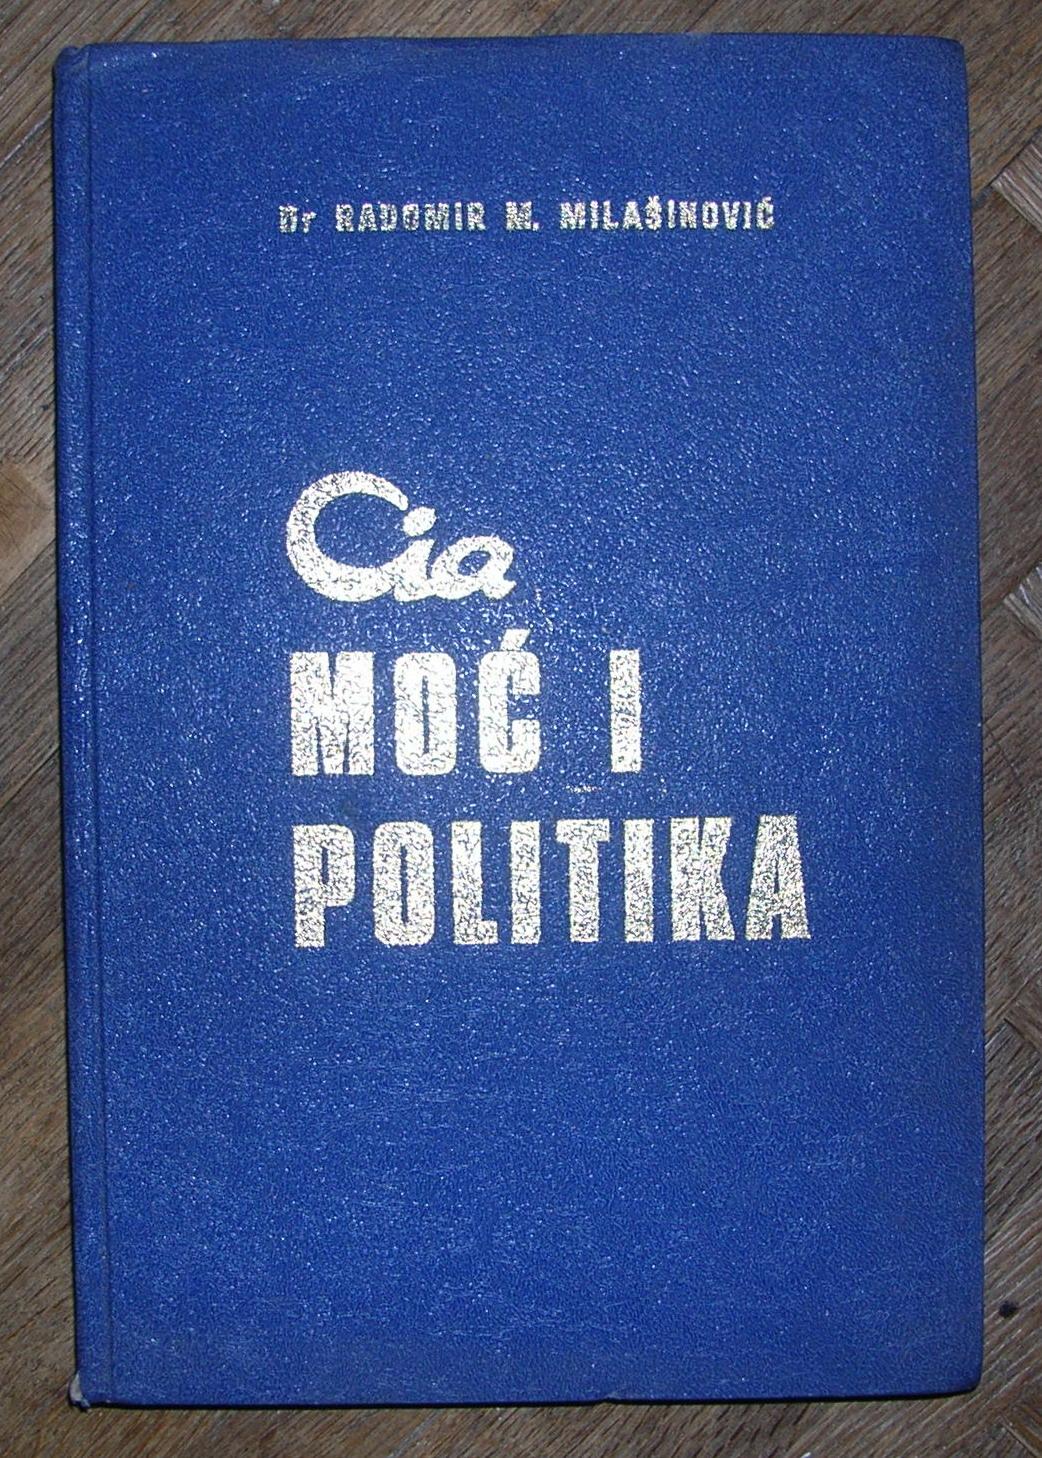 Dr RADOMIR M. MILAŠINOVIĆ
Cia
MOĆ I
POLITIKA